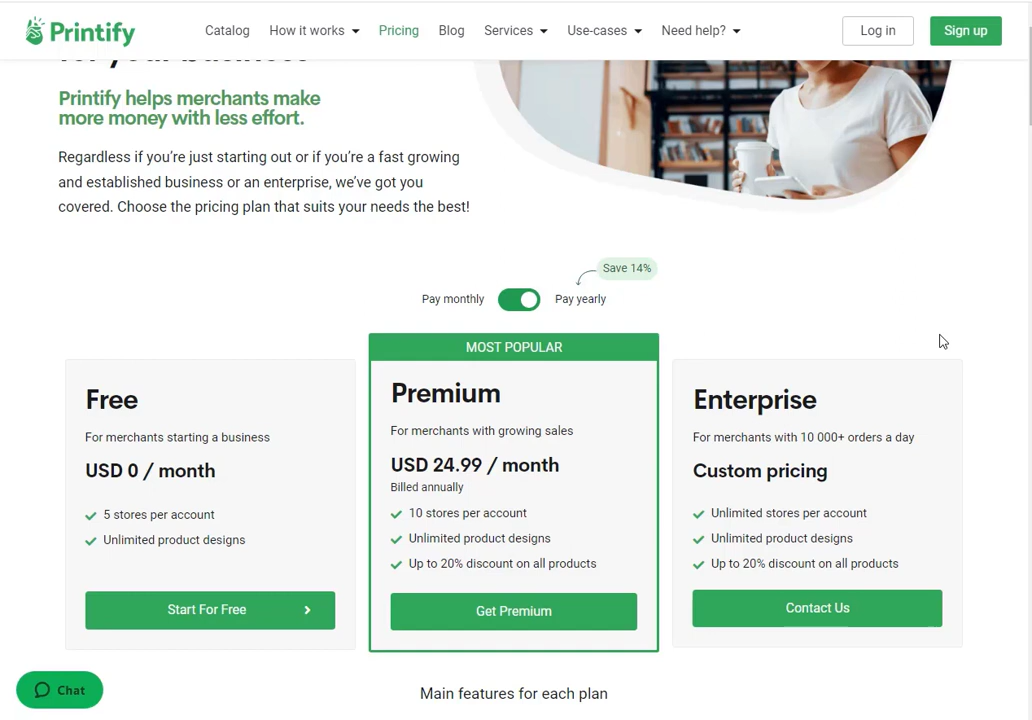 Printify
Catalog
How it works
Pricing
Blog
Services
Use-cases
Need help?
Log in
Sign up
Printify helps merchants make
more money with less effort.
Regardless if you’re just starting out or if you’re a fast growing
and established business or an enterprise, we’ve got you
covered. Choose the pricing plan that suits your needs the best!
Save 14%
Pay monthly
Pay yearly
Free
For merchants starting a business
USD 0 / month
5 stores per account
Unlimited product designs
Start For Free
MOST POPULAR
Premium
For merchants with growing sales
USD 24.99 / month
Billed annually
10 stores per account
Unlimited product designs
Up to 20% discount on all products
Get Premium
Enterprise
For merchants with 10 000+ orders a day
Custom pricing
Unlimited stores per account
Unlimited product designs
Up to 20% discount on all products
Contact Us
Chat
Main features for each plan